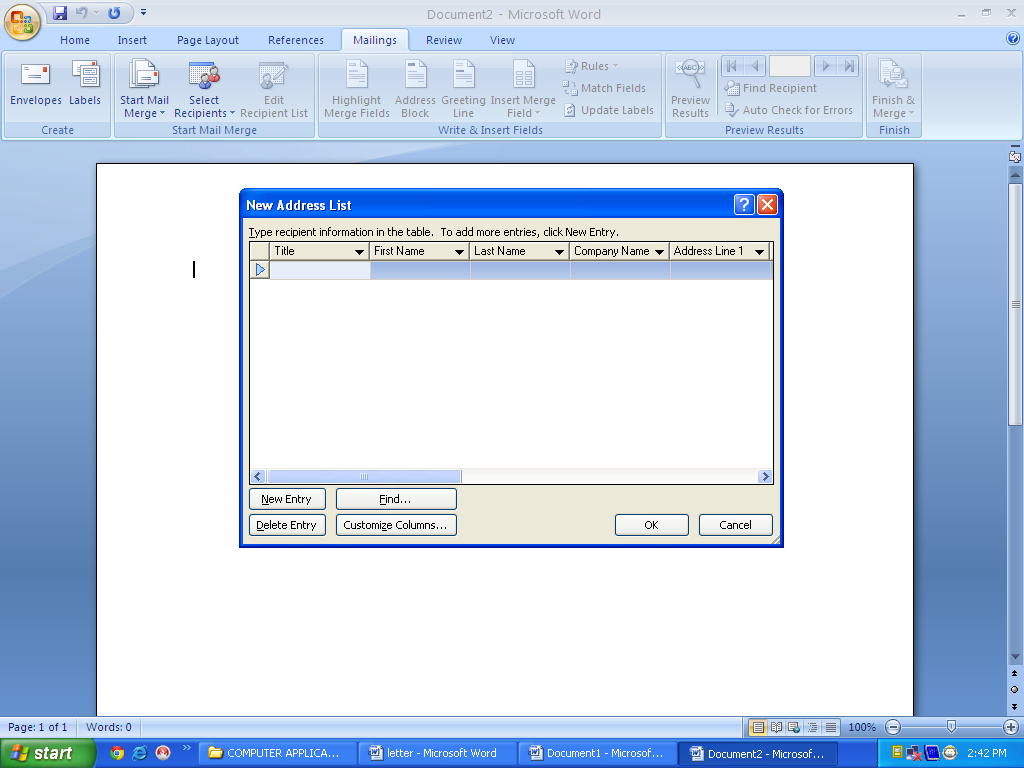 Document2 - Microsoft Word
Home Insert Page Layout References Mailings Review View
Envelopes Labels
Create
Start Mail Merge
Select Recipients
Edit Recipient List
Start Mail Merge
Highlight Merge Fields
Address Block
Greeting Line
Insert Merge Field
Rules
Match Fields
Update Labels
Write & Insert Fields
Preview Results
ABC
Find Recipient
Auto Check for Errors
Preview Results
Finish & Merge
Finish
New Address List
Type recipient information in the table. To add more entries, click New Entry.
Title First Name Last Name Company Name Address Line 1
New Entry Find...
Delete Entry Customize Columns... OK Cancel
Page: 1 of 1 Words: 0 100%
start COMPUTER APPLICA... letter - Microsoft Word Document1 - Microsof... Document2 - Microsof... 2:42 PM